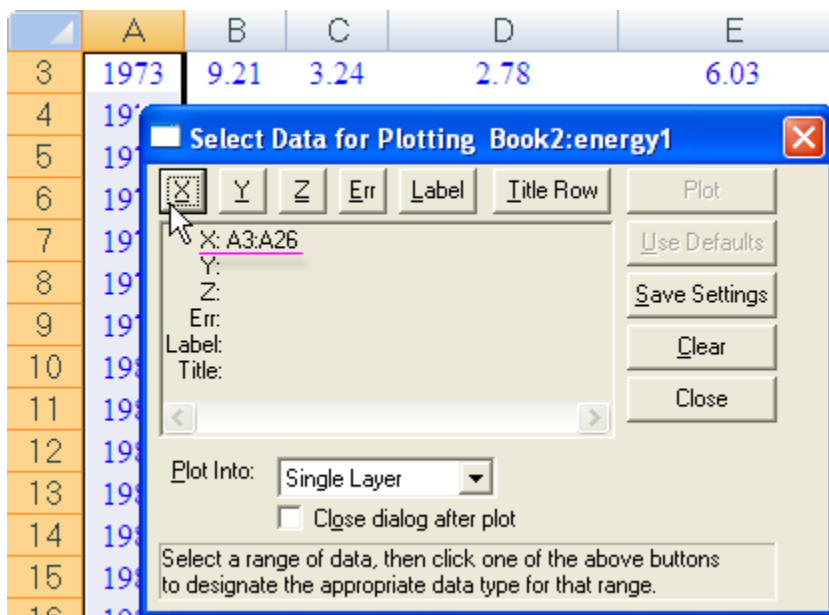 A B C D E
3 1973 9.21 3.24 2.78 6.03
4
Select Data for Plotting Book2:energy1
5
6
X Y Z Err Label Title Row Plot
7
X: A3:A26
Use Defaults
Y:
8
Z:
Save Settings
9
Err:
Label:
Clear
10
Title:
11
Close
12
Plot Into: Single Layer
13
Close dialog after plot
14
Select a range of data, then click one of the above buttons
15
to designate the appropriate data type for that range.